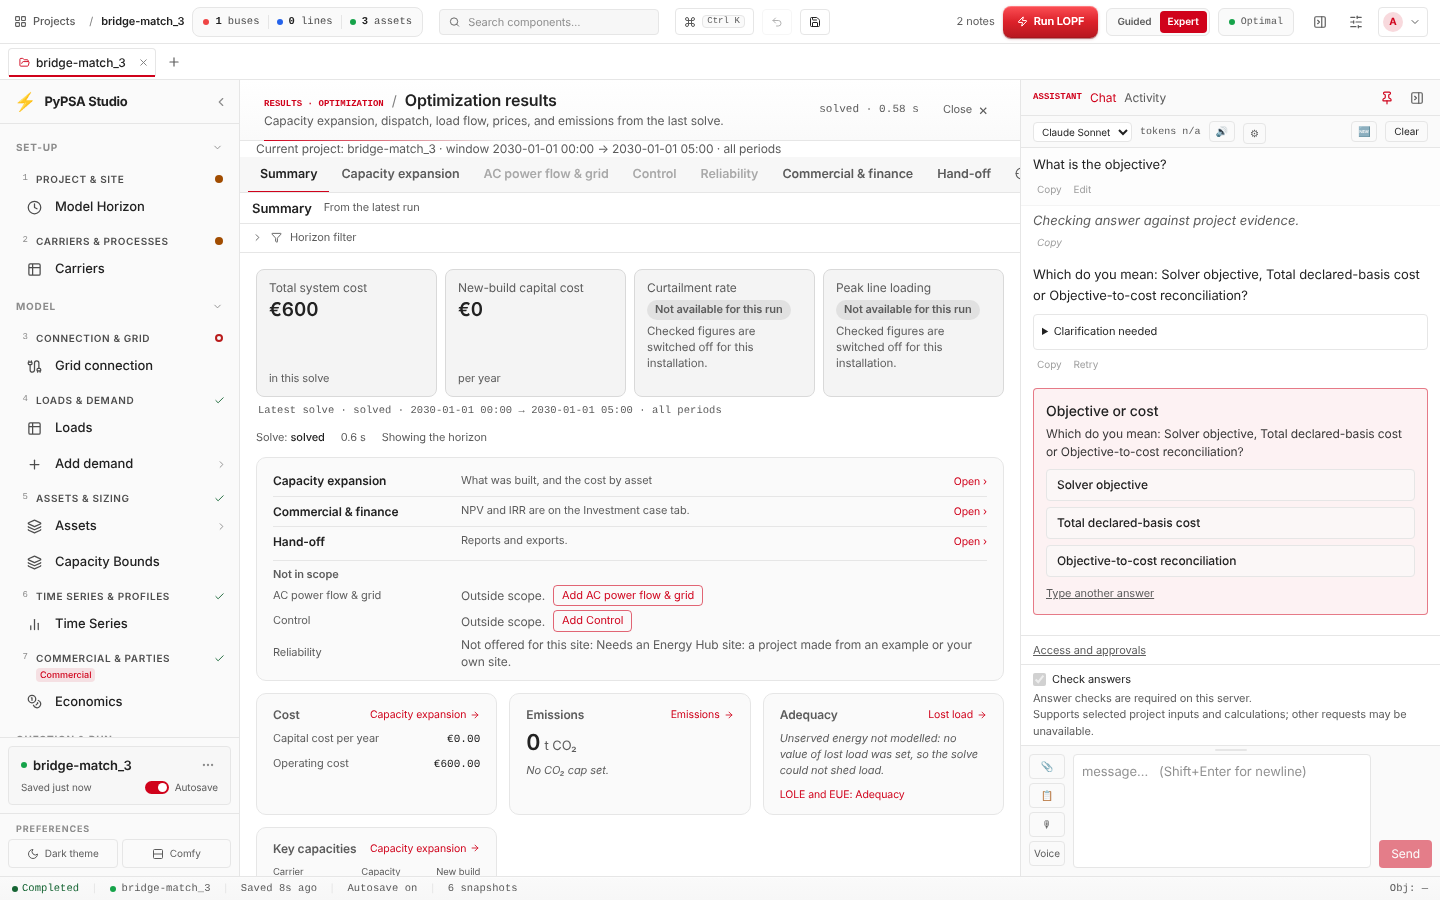 Projects / bridge-match_3
1 buses 0 lines 3 assets
Search components...
⌘ Ctrl K
2 notes
Run LOPF
Guided Expert
Optimal
A
bridge-match_3
PyPSA Studio
SET-UP
1 PROJECT & SITE
Model Horizon
2 CARRIERS & PROCESSES
Carriers
MODEL
3 CONNECTION & GRID
Grid connection
4 LOADS & DEMAND
Loads
Add demand
5 ASSETS & SIZING
Assets
Capacity Bounds
6 TIME SERIES & PROFILES
Time Series
7 COMMERCIAL & PARTIES
Commercial
Economics
bridge-match_3
Saved just now
Autosave
PREFERENCES
Dark theme
Comfy
RESULTS · OPTIMIZATION / Optimization results
Capacity expansion, dispatch, load flow, prices, and emissions from the last solve.
solved · 0.58 s
Close ×
Current project: bridge-match_3 · window 2030-01-01 00:00 → 2030-01-01 05:00 · all periods
Summary
Capacity expansion
AC power flow & grid
Control
Reliability
Commercial & finance
Hand-off
Summary From the latest run
Horizon filter
Total system cost
€600
in this solve
New-build capital cost
€0
per year
Curtailment rate
Not available for this run
Checked figures are
switched off for this
installation.
Peak line loading
Not available for this run
Checked figures are
switched off for this
installation.
Latest solve · solved · 2030-01-01 00:00 → 2030-01-01 05:00 · all periods
Solve: solved 0.6 s Showing the horizon
Capacity expansion What was built, and the cost by asset Open ›
Commercial & finance NPV and IRR are on the Investment case tab. Open ›
Hand-off Reports and exports. Open ›
Not in scope
AC power flow & grid Outside scope. Add AC power flow & grid
Control Outside scope. Add Control
Reliability Not offered for this site: Needs an Energy Hub site: a project made from an example or your
own site.
Cost Capacity expansion →
Capital cost per year €0.00
Operating cost €600.00
Emissions Emissions →
0 t CO₂
No CO₂ cap set.
Adequacy Lost load →
Unserved energy not modelled: no
value of lost load was set, so the solve
could not shed load.
LOLE and EUE: Adequacy
Key capacities Capacity expansion →
Carrier Capacity New build
ASSISTANT Chat Activity
Claude Sonnet tokens n/a
Clear
What is the objective?
Copy Edit
Checking answer against project evidence.
Copy
Which do you mean: Solver objective, Total declared-basis cost
or Objective-to-cost reconciliation?
Clarification needed
Copy Retry
Objective or cost
Which do you mean: Solver objective, Total declared-basis cost
or Objective-to-cost reconciliation?
Solver objective
Total declared-basis cost
Objective-to-cost reconciliation
Type another answer
Access and approvals
Check answers
Answer checks are required on this server.
Supports selected project inputs and calculations; other requests may be
unavailable.
message... (Shift+Enter for newline)
Voice
Send
Completed bridge-match_3 Saved 8s ago Autosave on 6 snapshots Obj: —